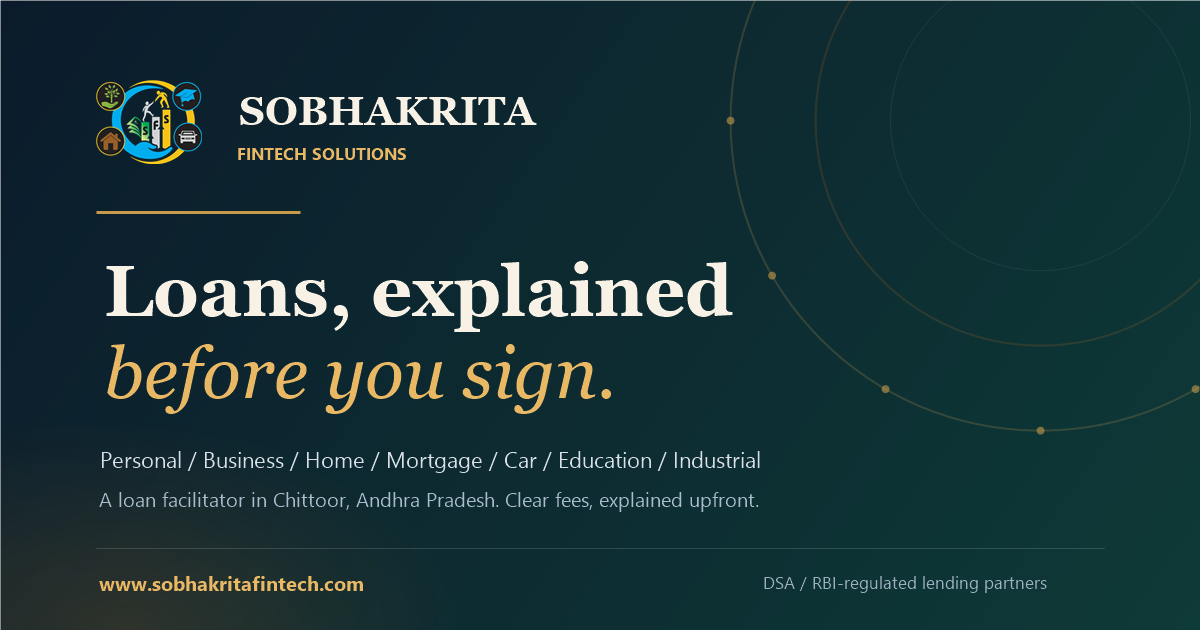 SOBHAKRITA
FINTECH SOLUTIONS
S F S
Loans, explained
before you sign.
Personal / Business / Home / Mortgage / Car / Education / Industrial
A loan facilitator in Chittoor, Andhra Pradesh. Clear fees, explained upfront.
www.sobhakritafintech.com
DSA / RBI-regulated lending partners